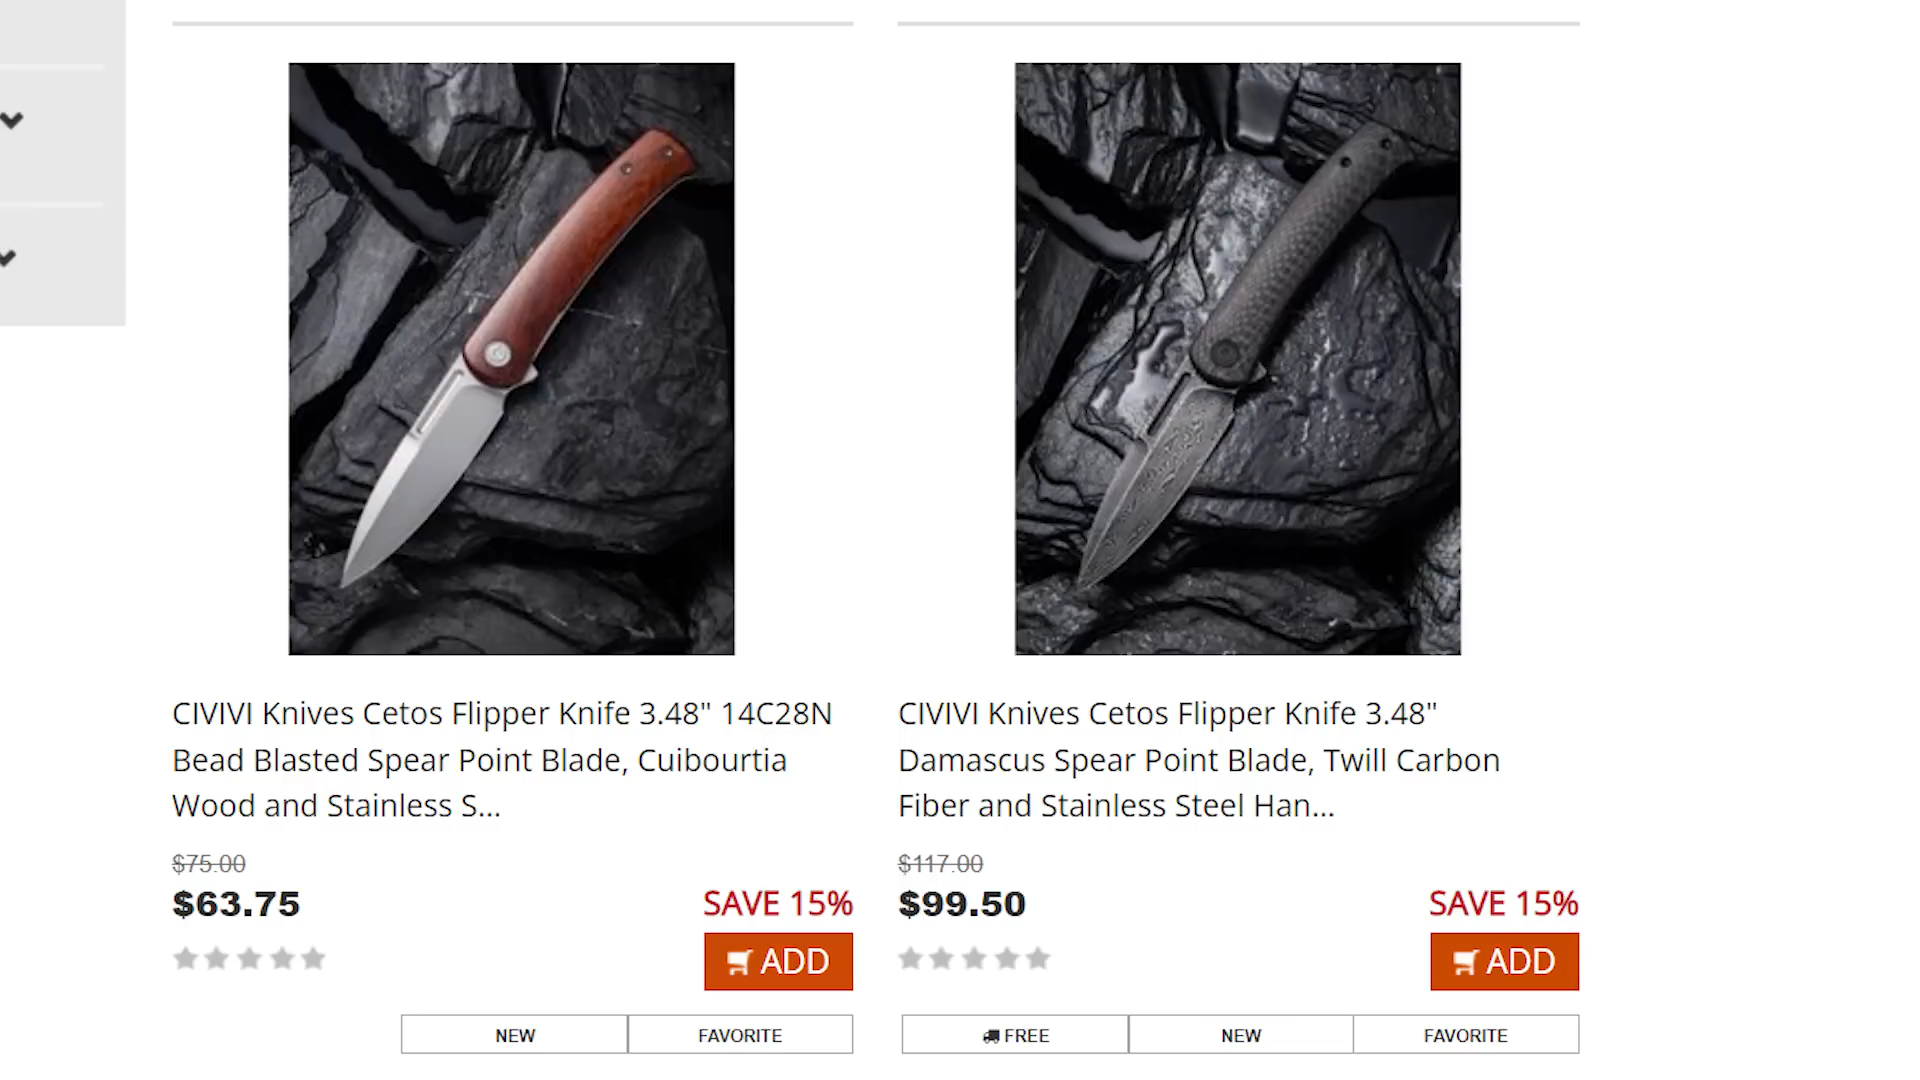 CIVIVI Knives Cetos Flipper Knife 3.48" 14C28N
Bead Blasted Spear Point Blade, Cuibourtia
Wood and Stainless S...
$75.00
$63.75
SAVE 15%
ADD
NEW
FAVORITE
CIVIVI Knives Cetos Flipper Knife 3.48"
Damascus Spear Point Blade, Twill Carbon
Fiber and Stainless Steel Han...
$117.00
$99.50
SAVE 15%
ADD
FREE
NEW
FAVORITE